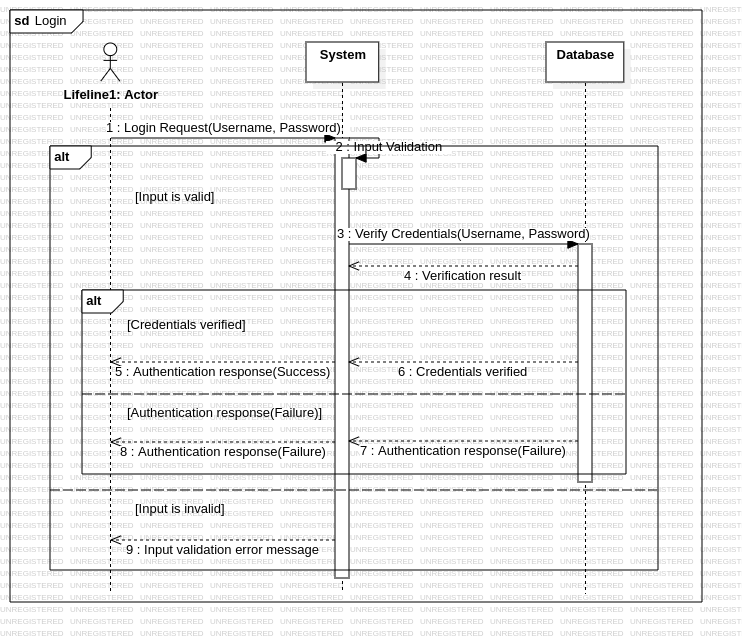 sd Login
System
Database
Lifeline1: Actor
1 : Login Request(Username, Password)
2 : Input Validation
alt
[Input is valid]
3 : Verify Credentials(Username, Password)
4 : Verification result
alt
[Credentials verified]
5 : Authentication response(Success)
6 : Credentials verified
[Authentication response(Failure)]
8 : Authentication response(Failure)
7 : Authentication response(Failure)
[Input is invalid]
9 : Input validation error message
UNREGISTERED